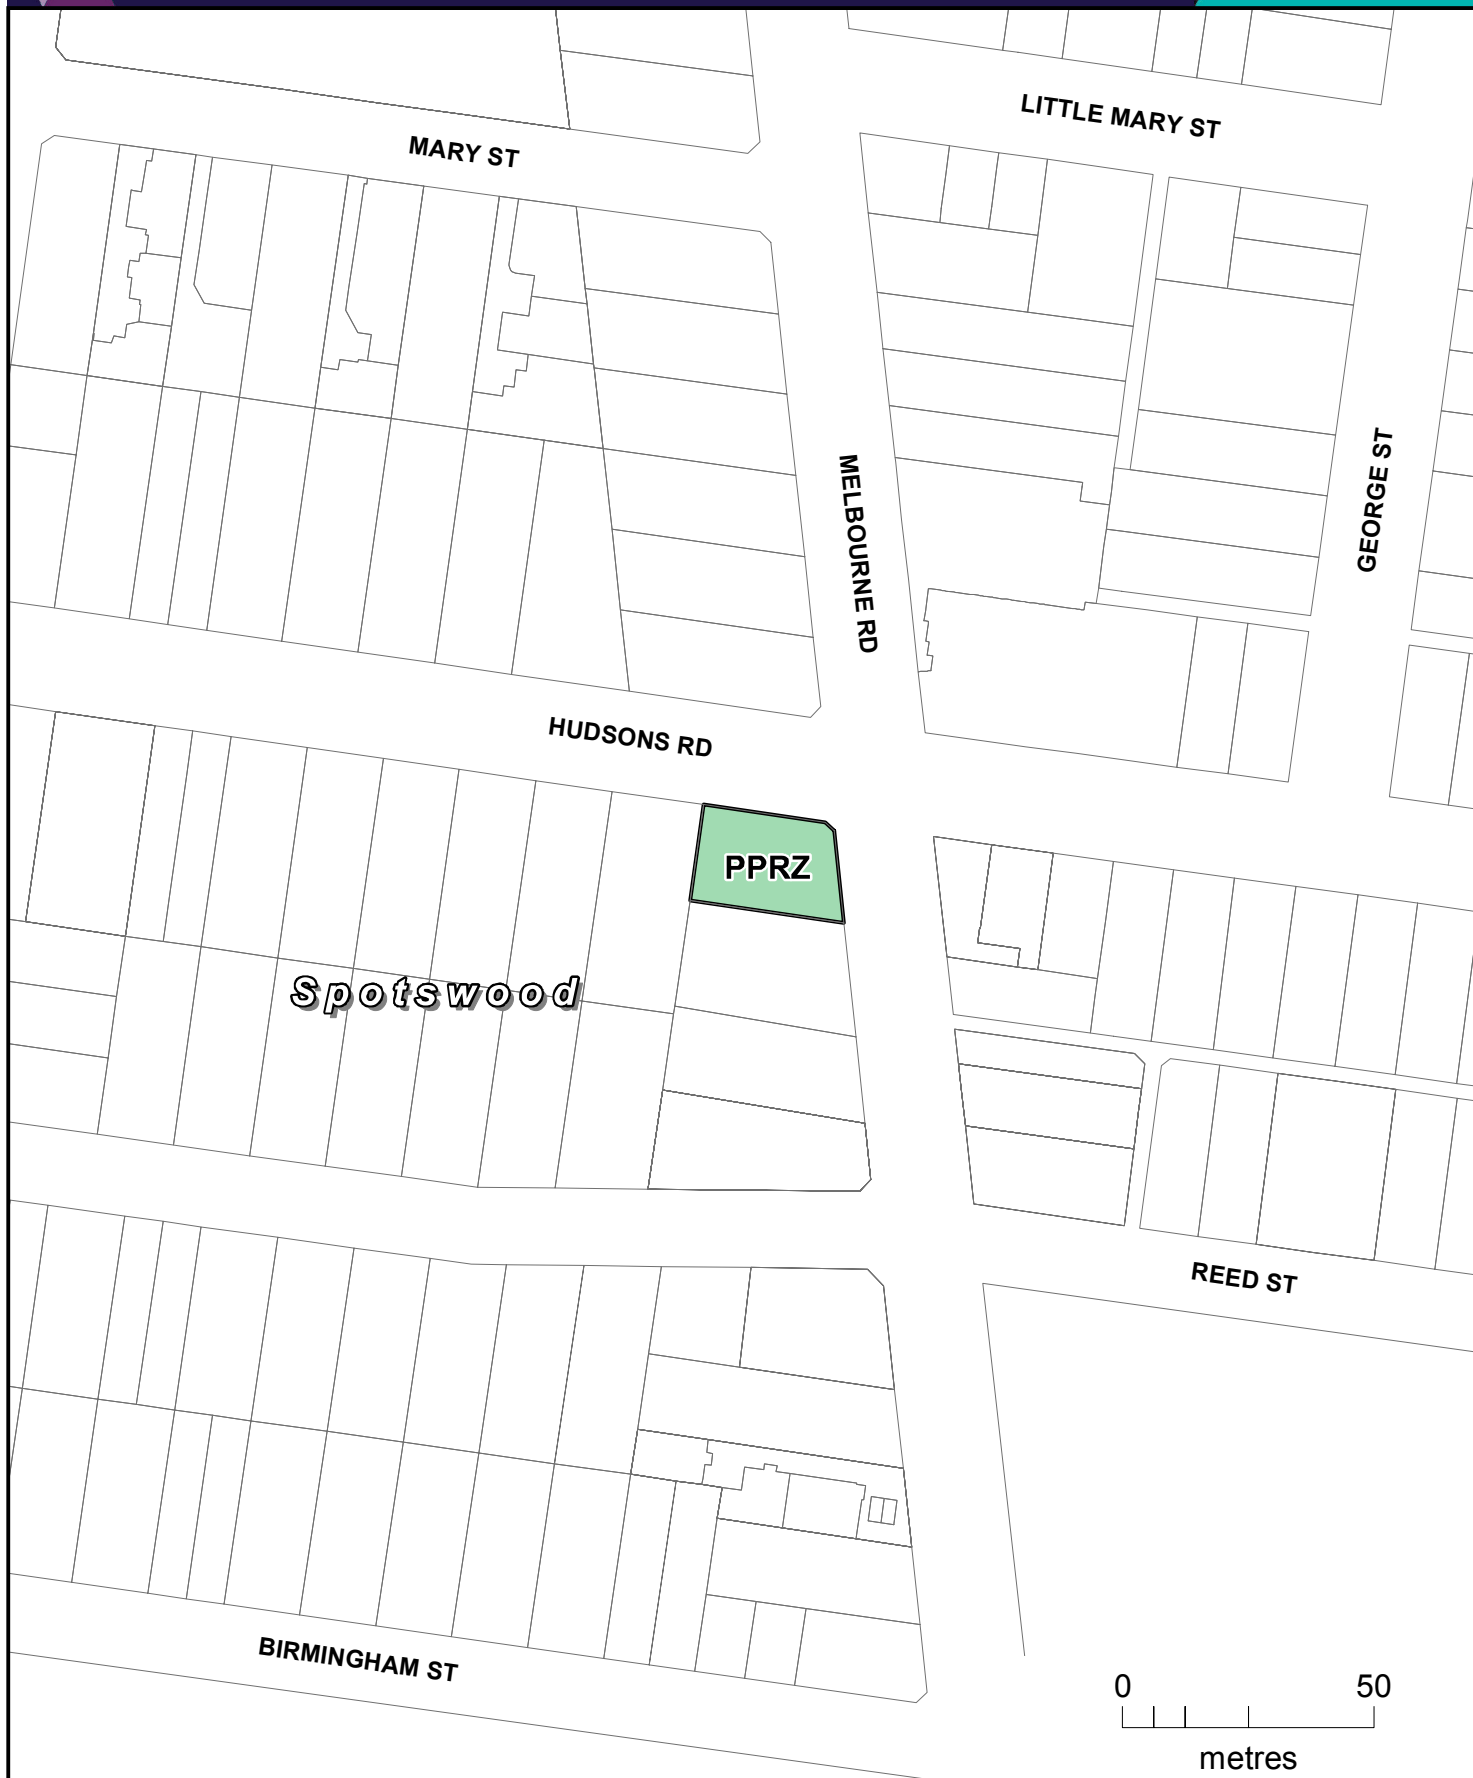 LITTLE MARY ST
MARY ST
MELBOURNE RD
GEORGE ST
HUDSONS RD
PPRZ
Spotswood
REED ST
BIRMINGHAM ST
0 50
metres